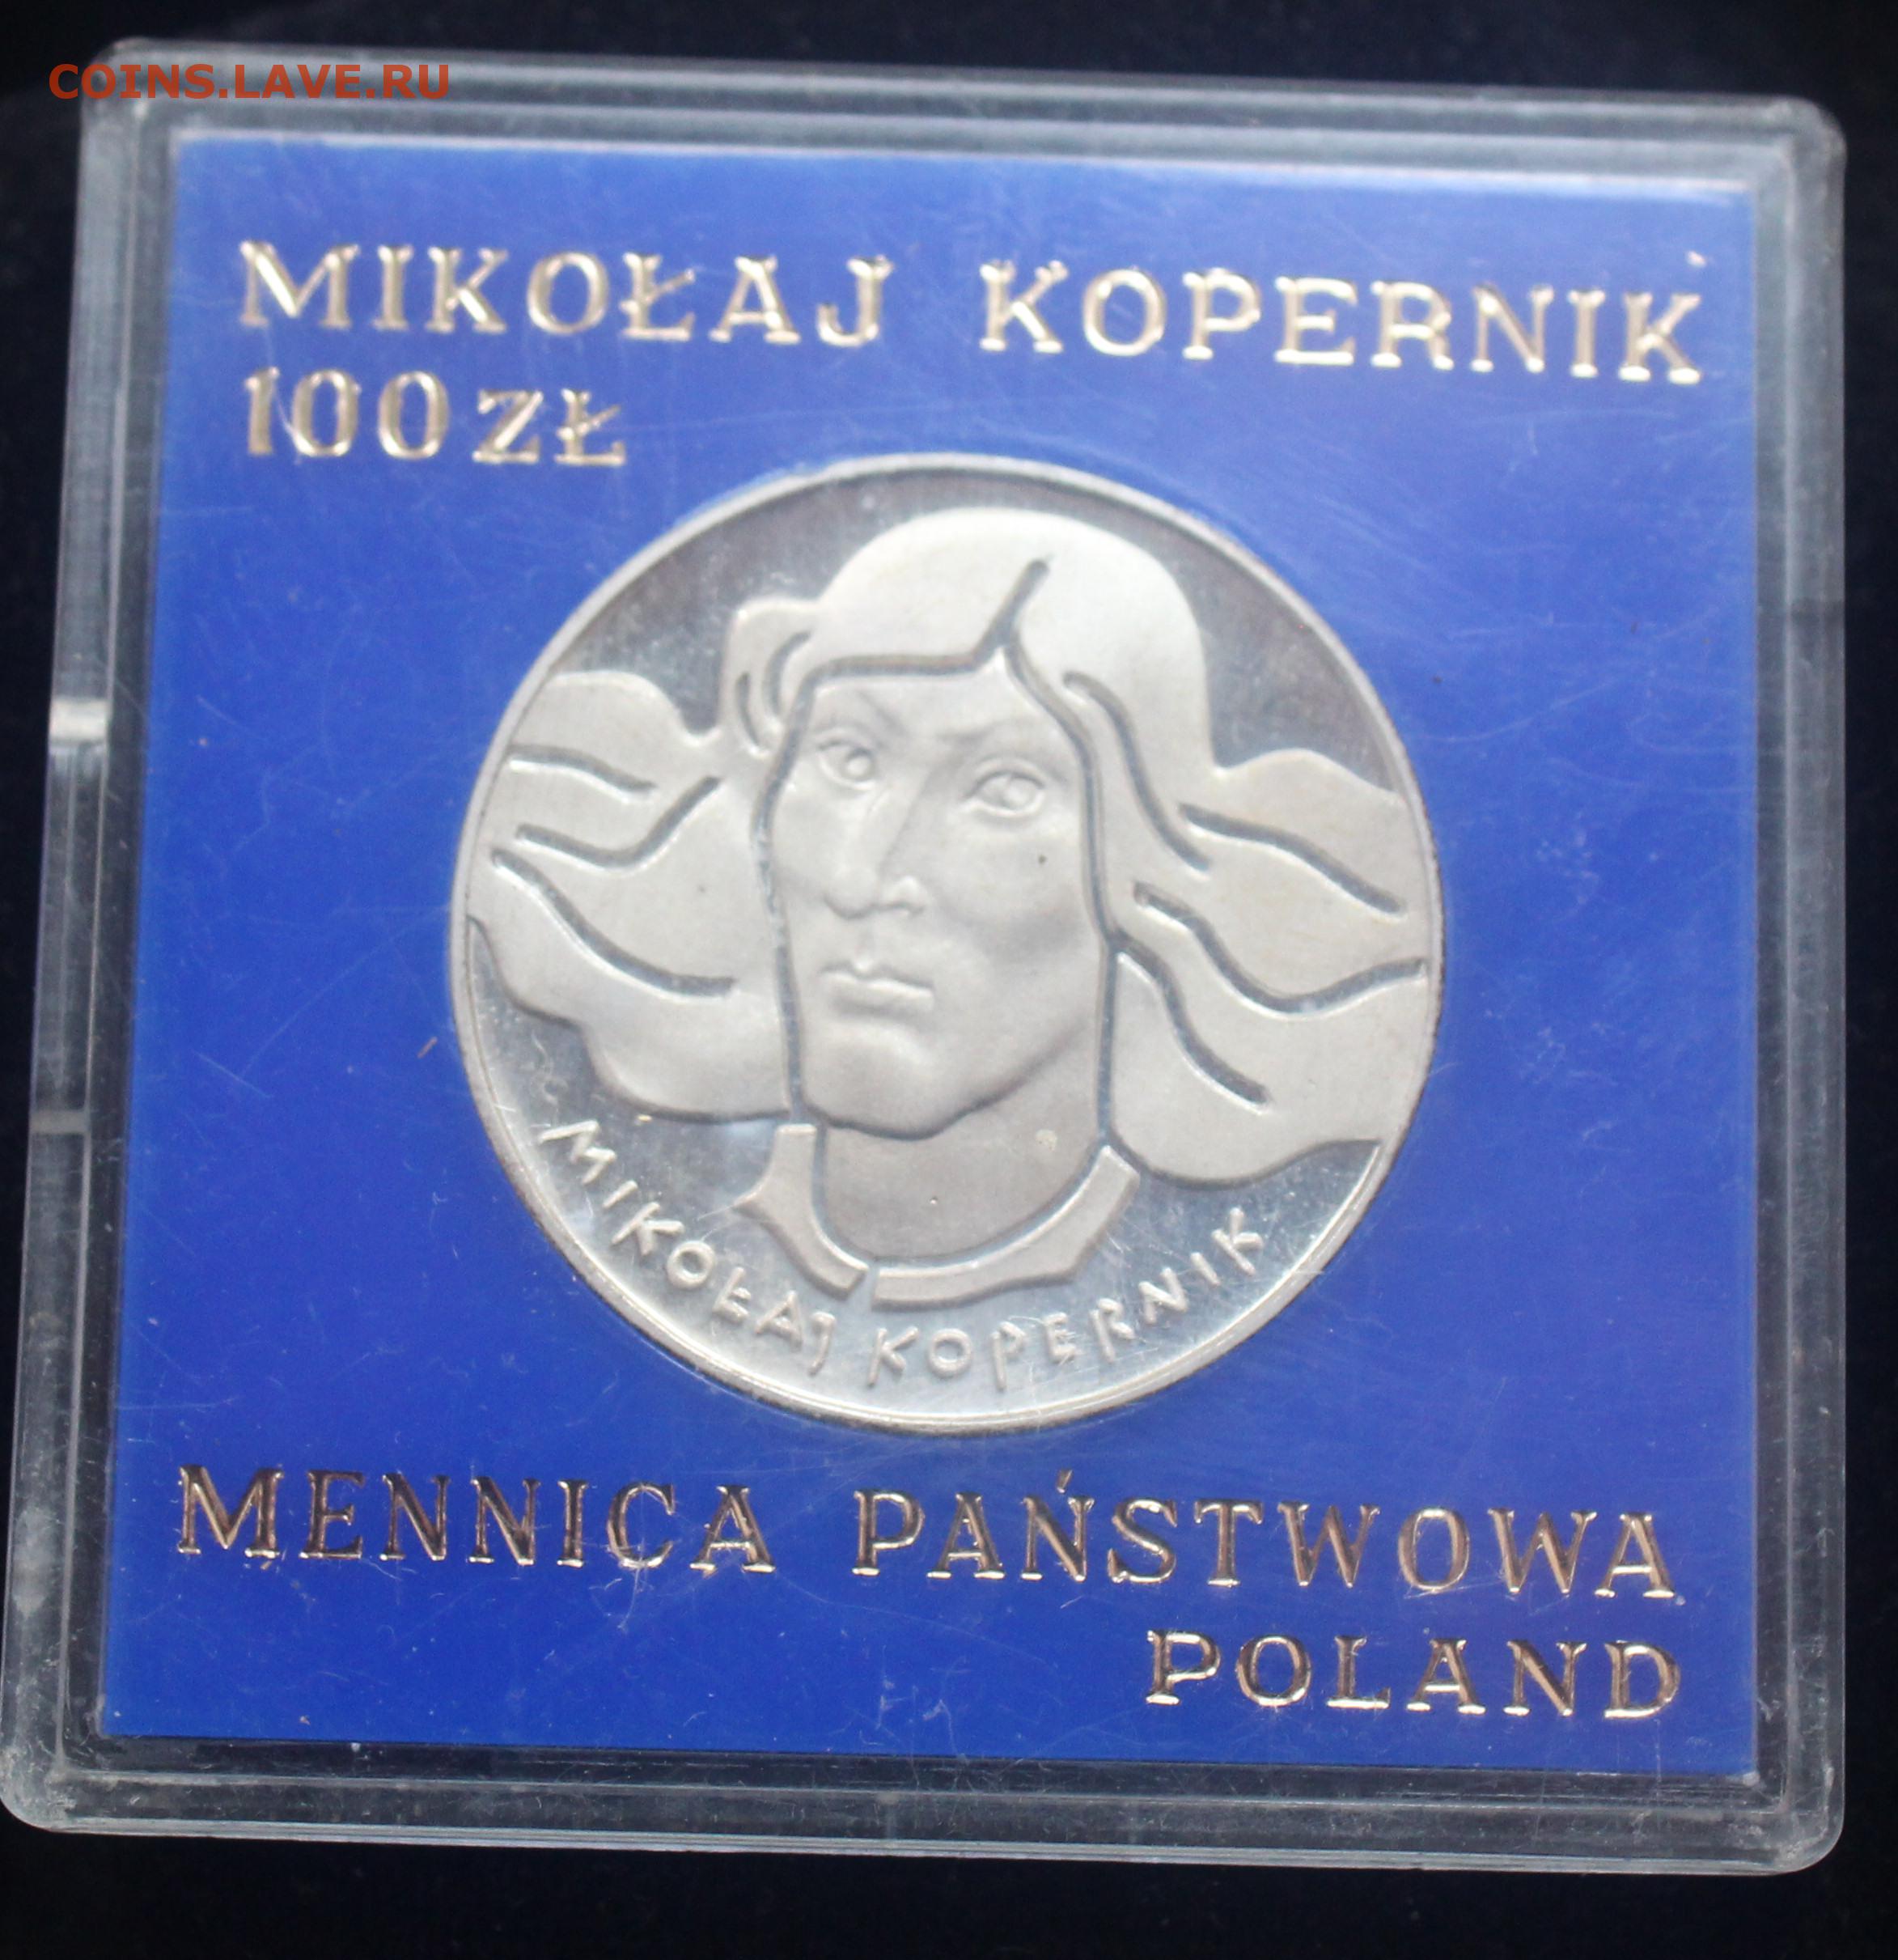 COINS.LAVE.RU
MIKOŁAJ KOPERNIK
100 ZŁ
MIKOŁAJ KOPERNIK
MENNICA PAŃSTWOWA
POLAND